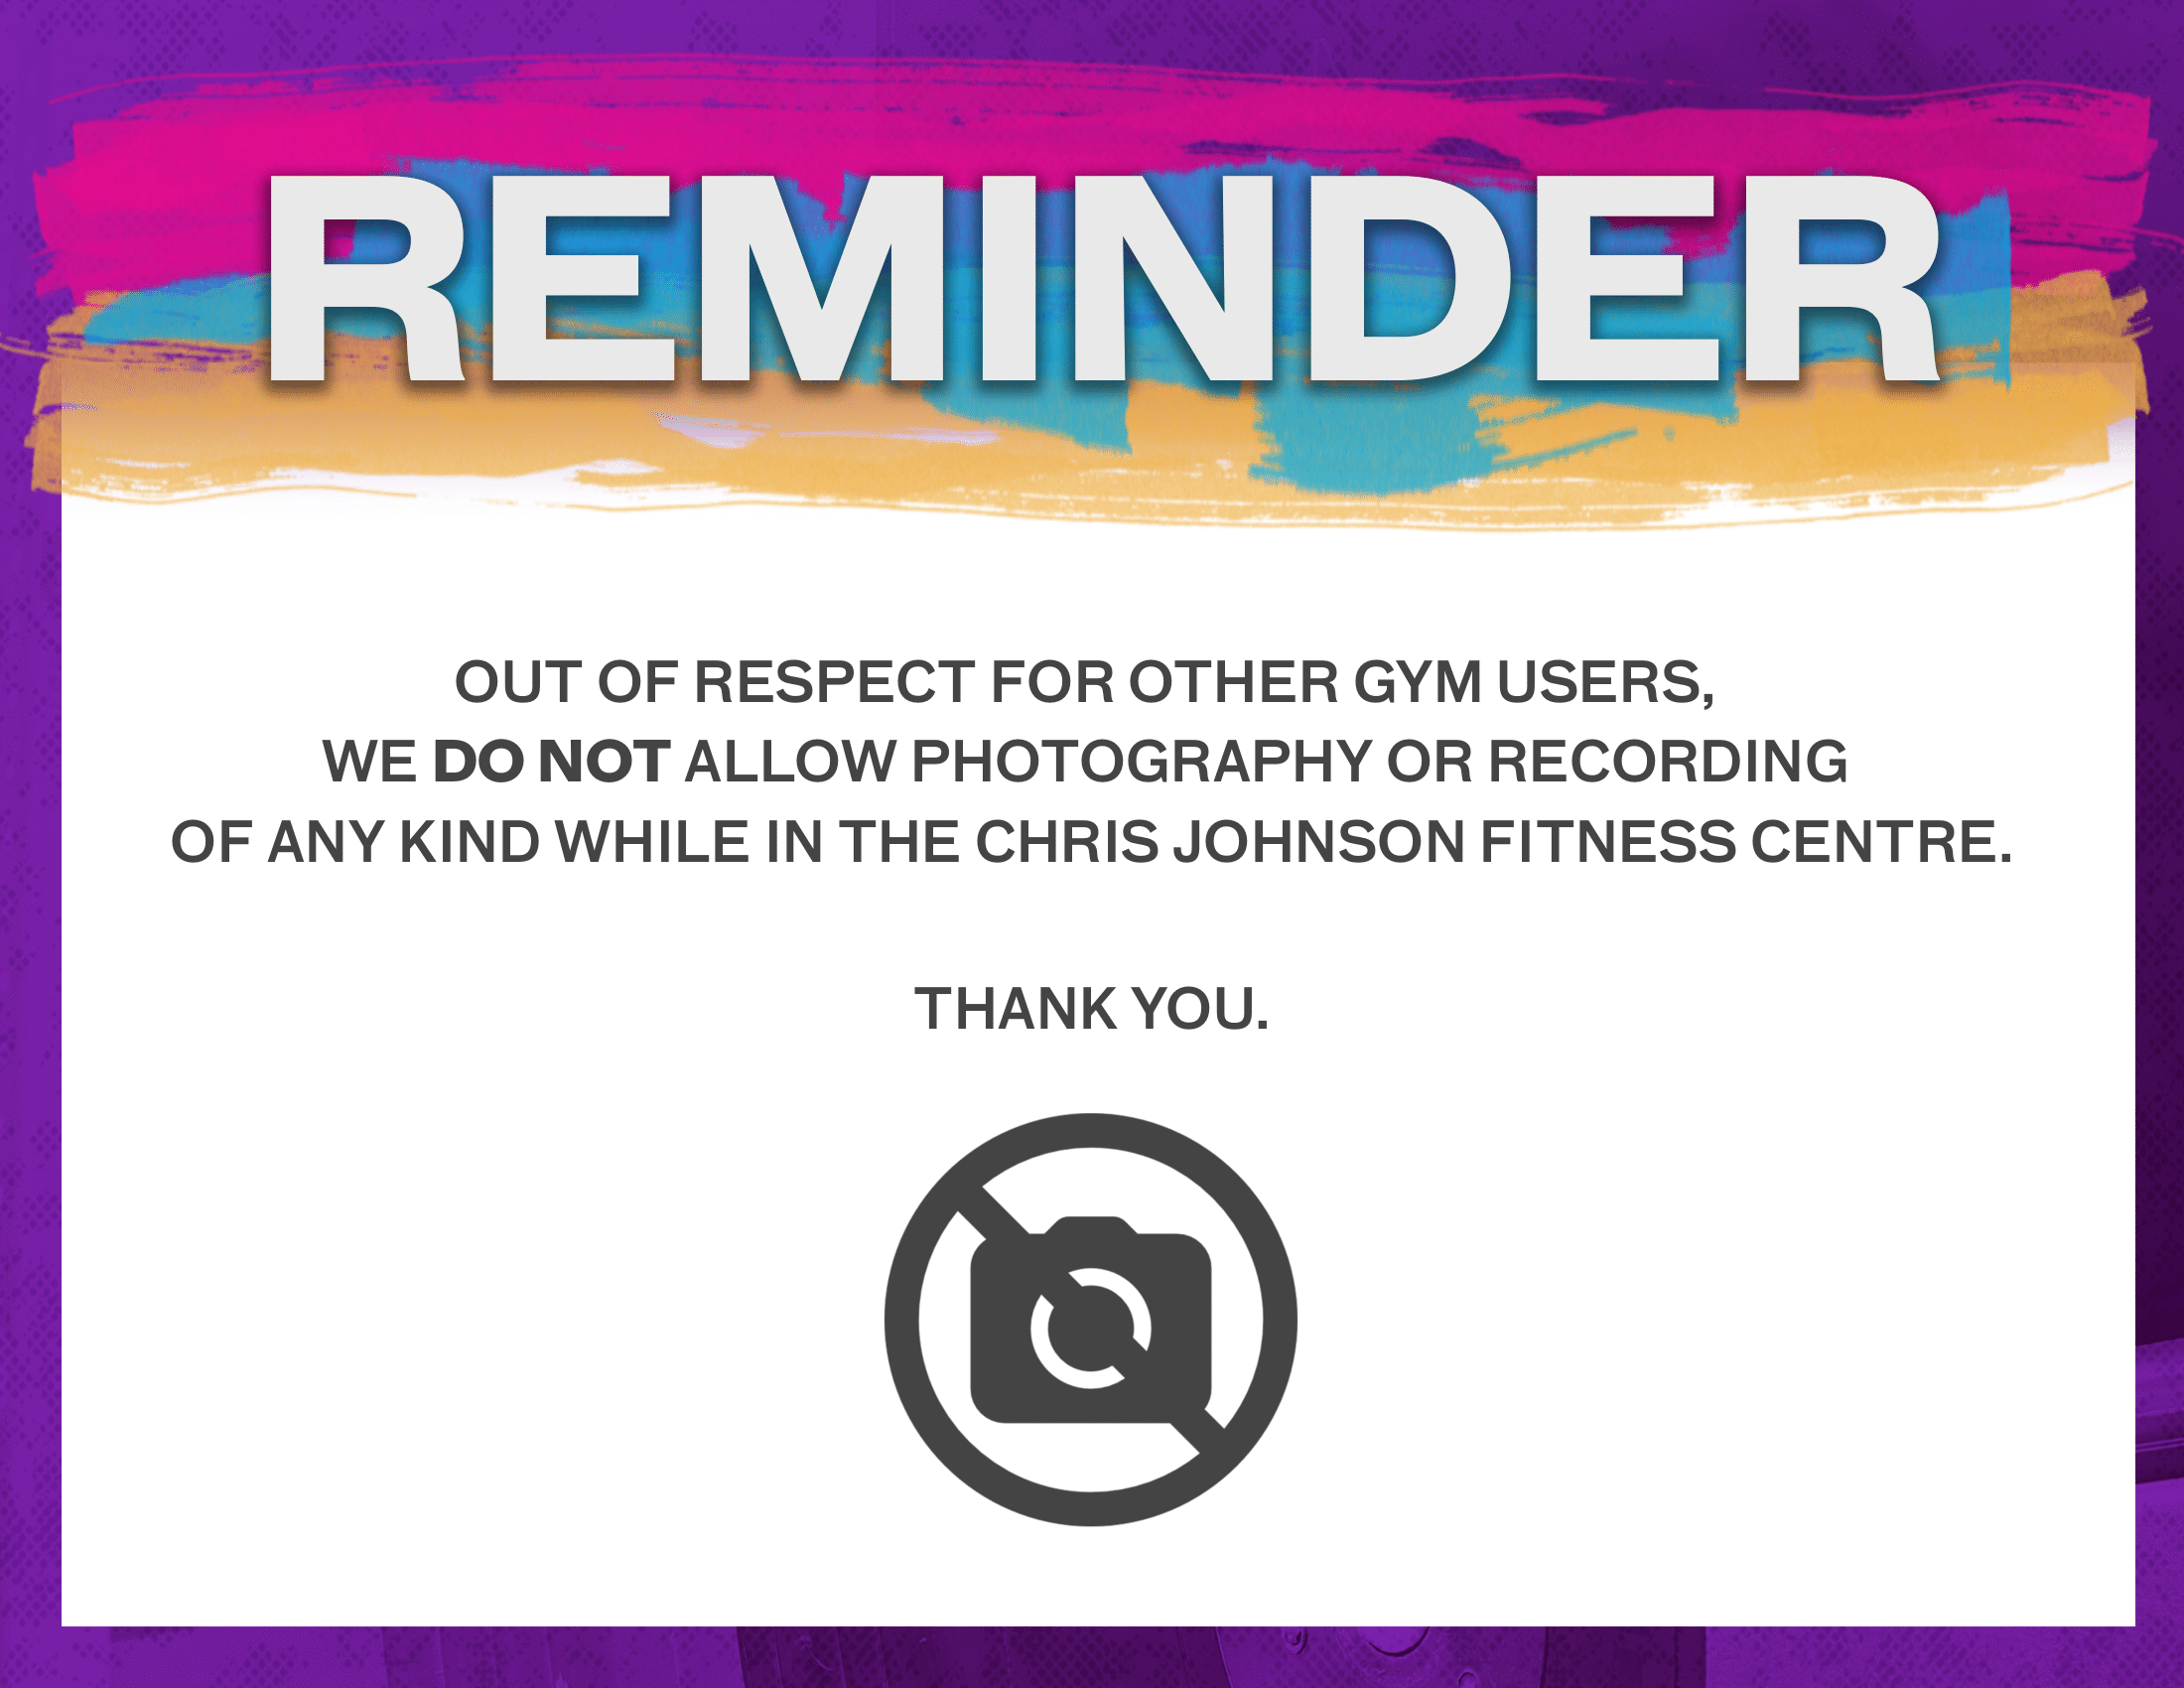 REMINDER
OUT OF RESPECT FOR OTHER GYM USERS,
WE DO NOT ALLOW PHOTOGRAPHY OR RECORDING
OF ANY KIND WHILE IN THE CHRIS JOHNSON FITNESS CENTRE.
THANK YOU.